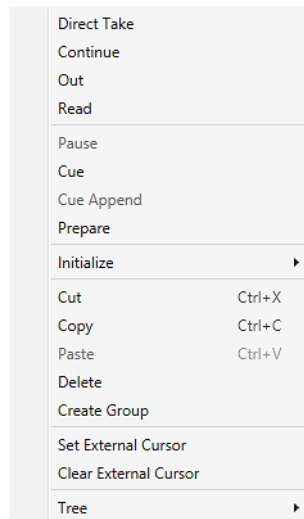 Direct Take
Continue
Out
Read
Pause
Cue
Cue Append
Prepare
Initialize
Cut Ctrl+X
Copy Ctrl+C
Paste Ctrl+V
Delete
Create Group
Set External Cursor
Clear External Cursor
Tree